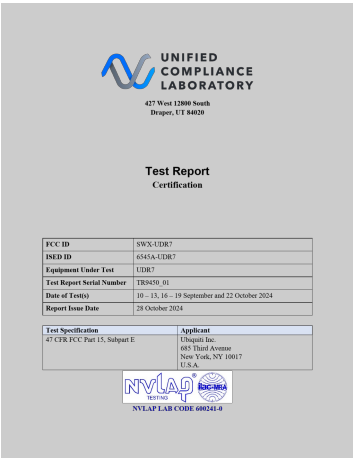 UNIFIED
COMPLIANCE
LABORATORY
427 West 12800 South
Draper, UT 84020
Test Report
Certification
FCC ID SWX-UDR7
ISED ID 6545A-UDR7
Equipment Under Test UDR7
Test Report Serial Number TR9450_01
Date of Test(s) 10 – 13, 16 – 19 September and 22 October 2024
Report Issue Date 28 October 2024
Test Specification Applicant
47 CFR FCC Part 15, Subpart E Ubiquiti Inc.
685 Third Avenue
New York, NY 10017
U.S.A.
NVLAP®
TESTING
ilac-MRA
NVLAP LAB CODE 600241-0